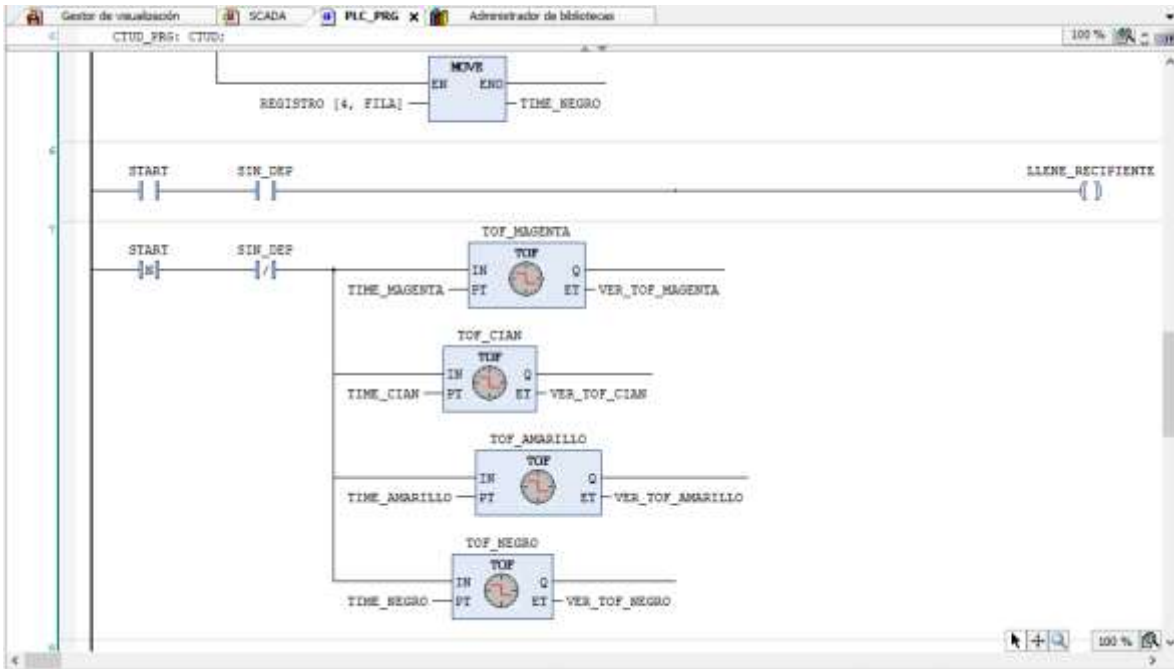 Gestor de visualización SCADA PLC_PRG X Administrador de bibliotecas
CTUD_PRG: CTUD;
100 %
MOVE
EN ENO
REGISTRO [4, FILA] TIME_NEGRO
6
START SIN_DEP LLENE_RECIPIENTE
7
TOF_MAGENTA
START SIN_DEP TOF
N /
IN Q
TIME_MAGENTA PT ET VER_TOF_MAGENTA
TOF_CIAN
TOF
IN Q
TIME_CIAN PT ET VER_TOF_CIAN
TOF_AMARILLO
TOF
IN Q
TIME_AMARILLO PT ET VER_TOF_AMARILLO
TOF_NEGRO
TOF
IN Q
TIME_NEGRO PT ET VER_TOF_NEGRO
100 %